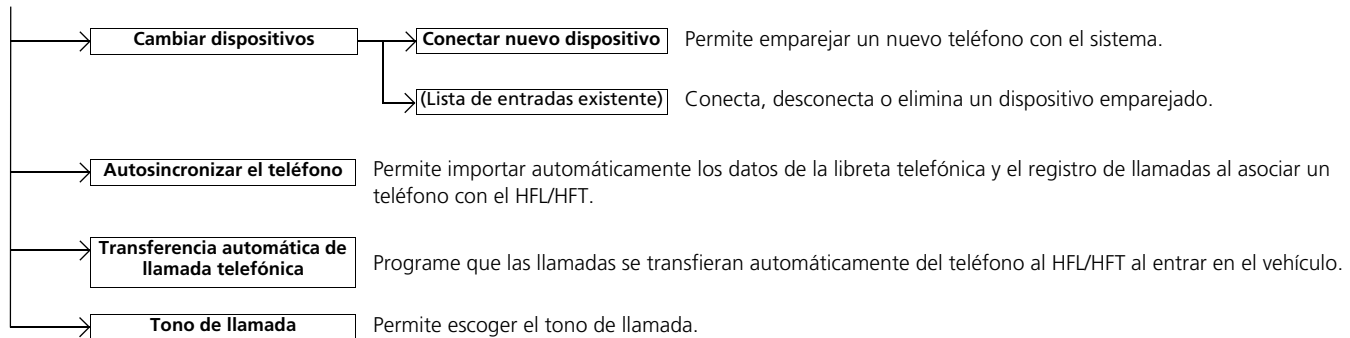 Cambiar dispositivos
Conectar nuevo dispositivo
Permite emparejar un nuevo teléfono con el sistema.
(Lista de entradas existente)
Conecta, desconecta o elimina un dispositivo emparejado.
Autosincronizar el teléfono
Permite importar automáticamente los datos de la libreta telefónica y el registro de llamadas al asociar un
teléfono con el HFL/HFT.
Transferencia automática de
llamada telefónica
Programe que las llamadas se transfieran automáticamente del teléfono al HFL/HFT al entrar en el vehículo.
Tono de llamada
Permite escoger el tono de llamada.